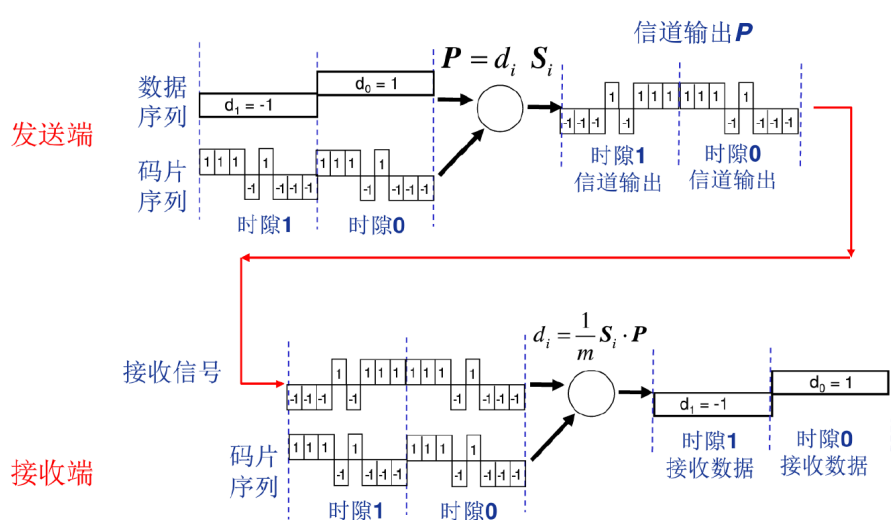 信道输出P
P = d_i S_i
数据
序列
d₁ = -1
d₀ = 1
1 1 1 1 1 1 1 1
-1 -1 -1 -1 -1 -1 -1 -1
时隙1
信道输出
时隙0
信道输出
发送端
码片
序列
1 1 1 -1 1 -1 -1 -1
1 1 1 -1 1 -1 -1 -1
时隙1
时隙0
d_i = 1/m S_i · P
接收信号
-1 -1 -1 1 -1 1 1 1
1 1 1 -1 1 -1 -1 -1
d₁ = -1
d₀ = 1
时隙1
接收数据
时隙0
接收数据
接收端
码片
序列
1 1 1 -1 1 -1 -1 -1
1 1 1 -1 1 -1 -1 -1
时隙1
时隙0